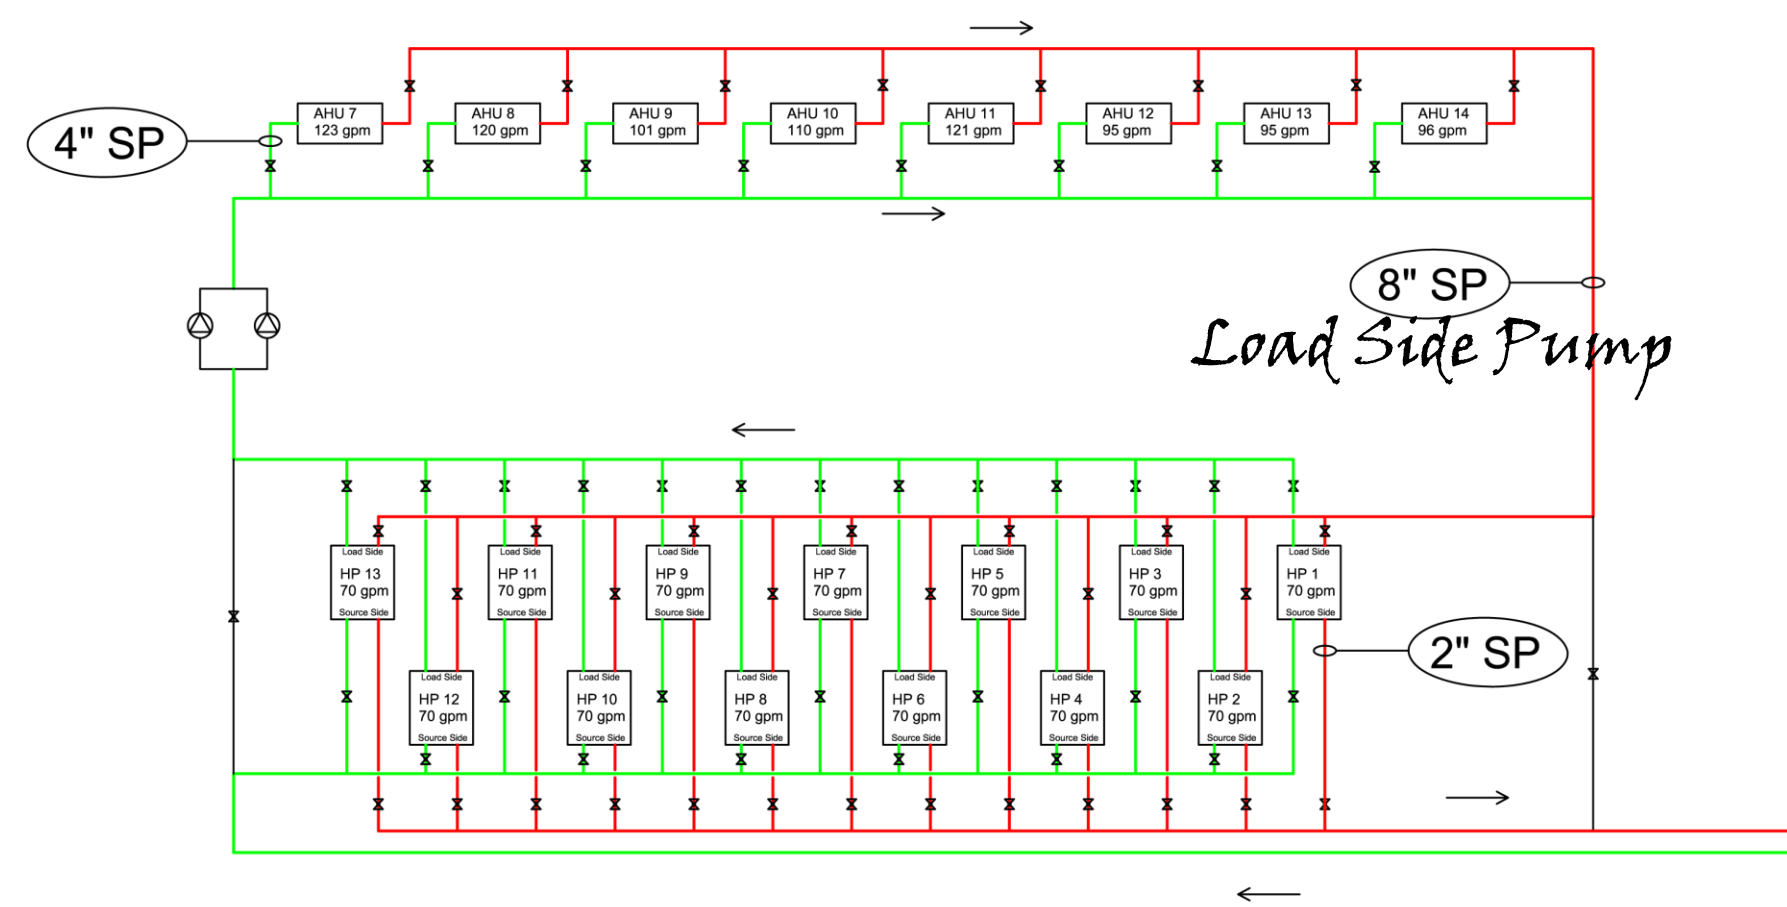 AHU 7
123 gpm
AHU 8
120 gpm
AHU 9
101 gpm
AHU 10
110 gpm
AHU 11
121 gpm
AHU 12
95 gpm
AHU 13
95 gpm
AHU 14
96 gpm
4" SP
8" SP
Load Side Pump
Load Side
HP 13
70 gpm
Source Side
Load Side
HP 11
70 gpm
Source Side
Load Side
HP 9
70 gpm
Source Side
Load Side
HP 7
70 gpm
Source Side
Load Side
HP 5
70 gpm
Source Side
Load Side
HP 3
70 gpm
Source Side
Load Side
HP 1
70 gpm
Source Side
2" SP
Load Side
HP 12
70 gpm
Source Side
Load Side
HP 10
70 gpm
Source Side
Load Side
HP 8
70 gpm
Source Side
Load Side
HP 6
70 gpm
Source Side
Load Side
HP 4
70 gpm
Source Side
Load Side
HP 2
70 gpm
Source Side